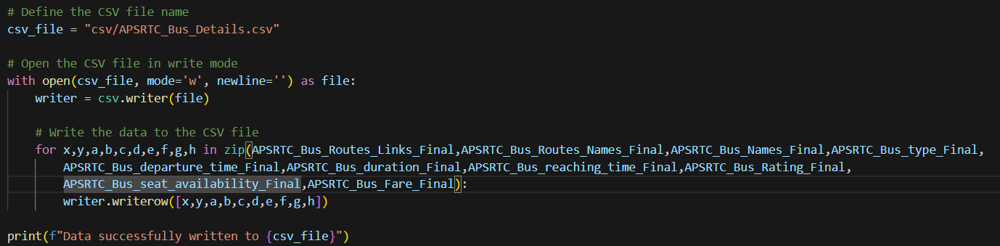 # Define the CSV file name
csv_file = "csv/APSRTC_Bus_Details.csv"
# Open the CSV file in write mode
with open(csv_file, mode='w', newline='') as file:
    writer = csv.writer(file)
    # Write the data to the CSV file
    for x,y,a,b,c,d,e,f,g,h in zip(APSRTC_Bus_Routes_Links_Final,APSRTC_Bus_Routes_Names_Final,APSRTC_Bus_Names_Final,APSRTC_Bus_type_Final,
        APSRTC_Bus_departure_time_Final,APSRTC_Bus_duration_Final,APSRTC_Bus_reaching_time_Final,APSRTC_Bus_Rating_Final,
        APSRTC_Bus_seat_availability_Final,APSRTC_Bus_Fare_Final):
        writer.writerow([x,y,a,b,c,d,e,f,g,h])
print(f"Data successfully written to {csv_file}")